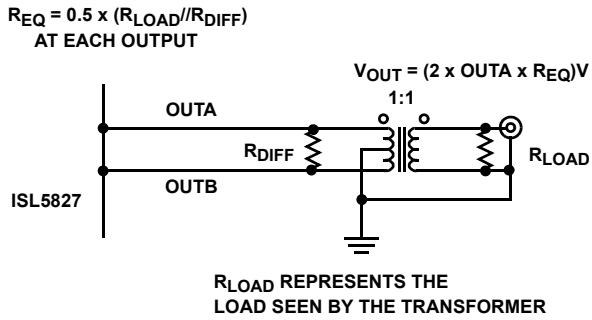 REQ = 0.5 x (RLOAD//RDIFF)
AT EACH OUTPUT
VOUT = (2 x OUTA x REQ)V
1:1
OUTA
RDIFF
RLOAD
OUTB
ISL5827
RLOAD REPRESENTS THE
LOAD SEEN BY THE TRANSFORMER